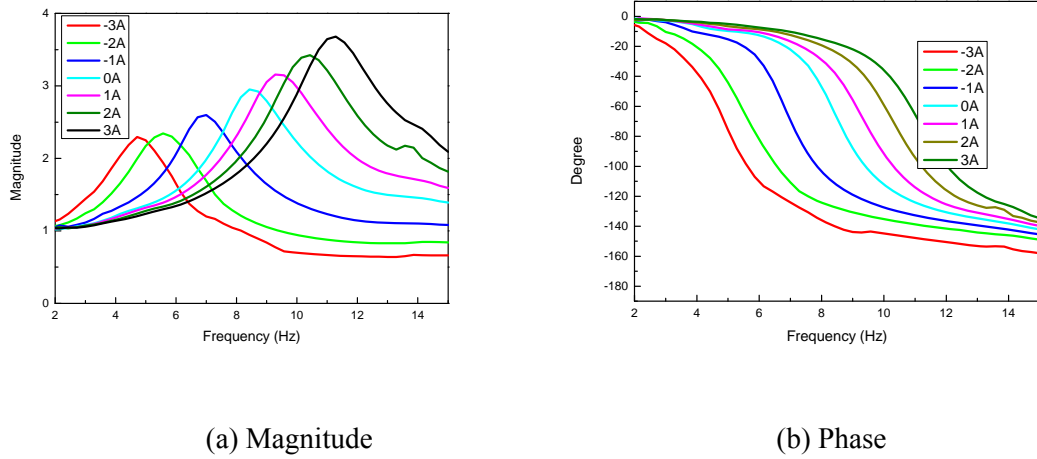 4
3
2
1
0
Magnitude
-3A
-2A
-1A
0A
1A
2A
3A
2 4 6 8 10 12 14
Frequency (Hz)
(a) Magnitude
0
-20
-40
-60
-80
-100
-120
-140
-160
-180
Degree
-3A
-2A
-1A
0A
1A
2A
3A
2 4 6 8 10 12 14
Frequency (Hz)
(b) Phase